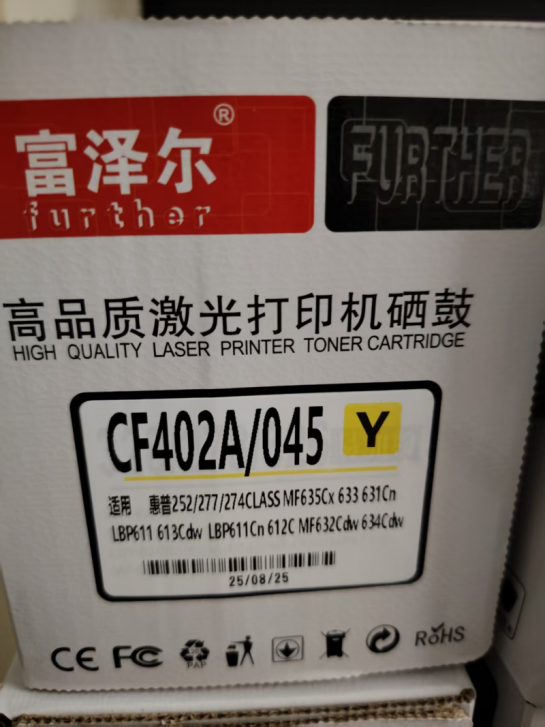 富泽尔®
further
FURTHER
高品质激光打印机硒鼓
HIGH QUALITY LASER PRINTER TONER CARTRIDGE
CF402A/045 Y
适用 惠普252/277/274CLASS MF635Cx 633 631Cn
LBP611 613Cdw LBP611Cn 612C MF632Cdw 634Cdw
25/08/25
CE FC PAP RoHS